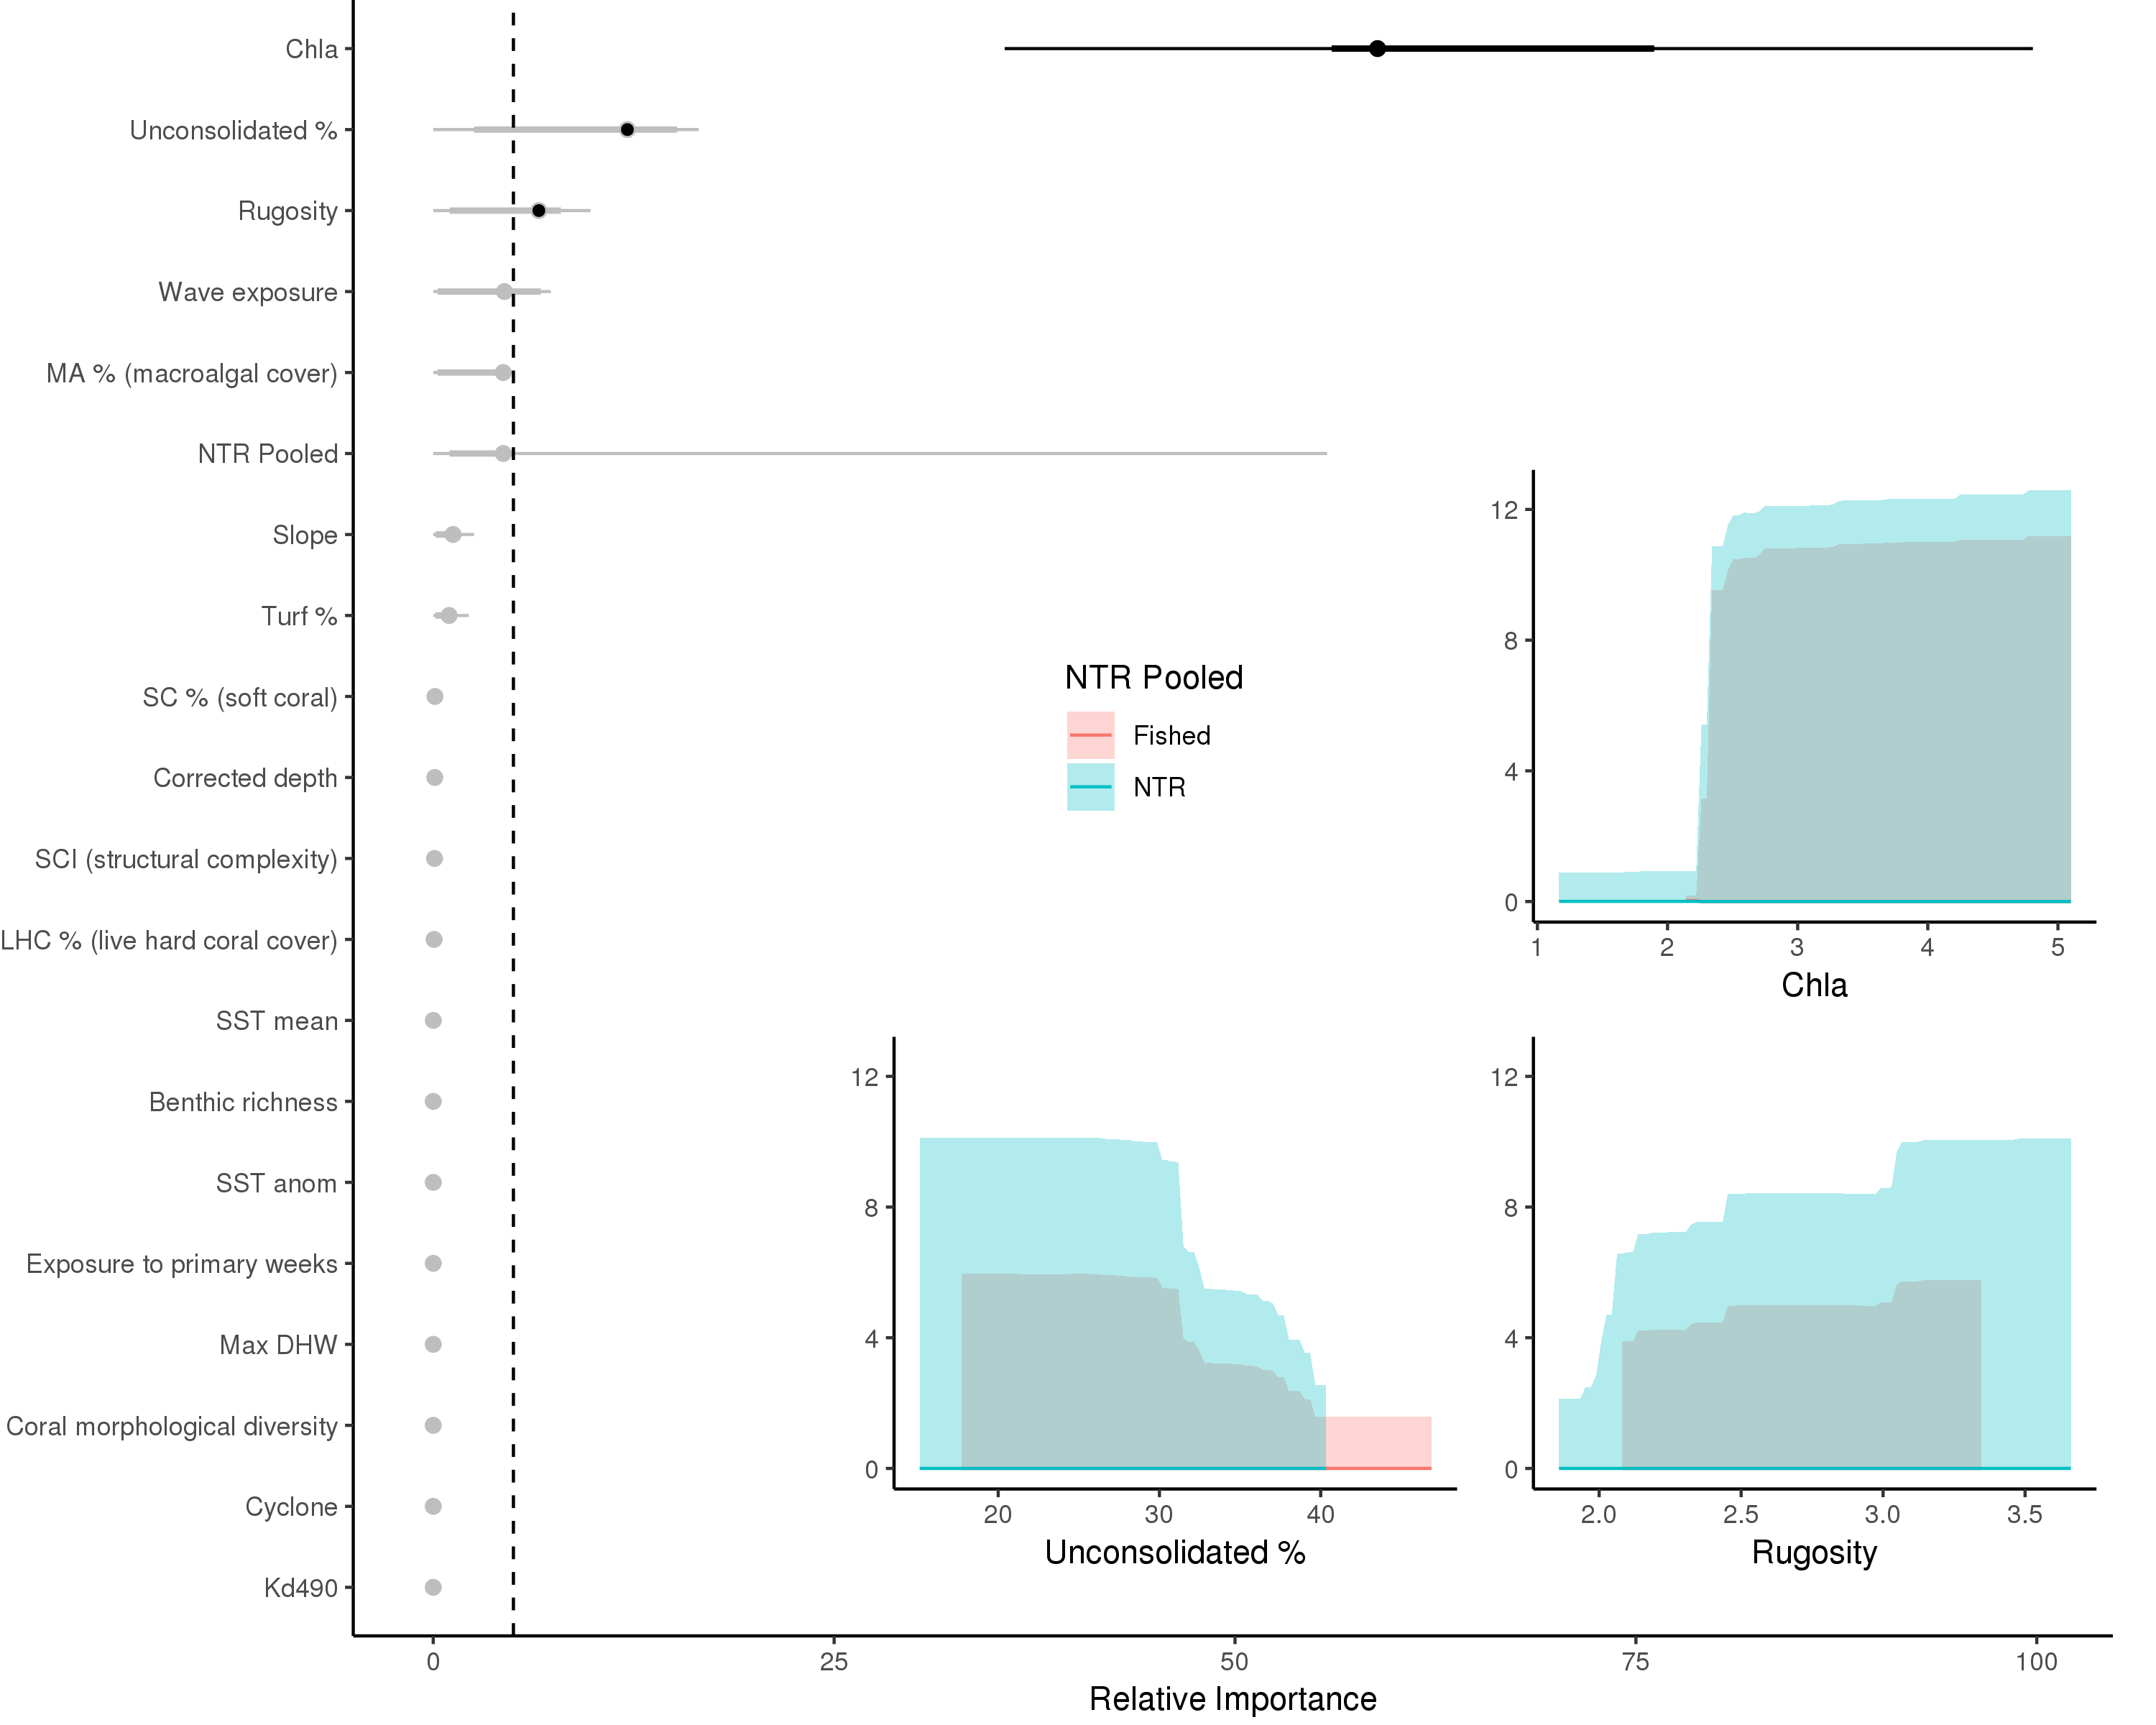 Chla
Unconsolidated %
Rugosity
Wave exposure
MA % (macroalgal cover)
NTR Pooled
Slope
Turf %
SC % (soft coral)
Corrected depth
SCI (structural complexity)
LHC % (live hard coral cover)
SST mean
Benthic richness
SST anom
Exposure to primary weeks
Max DHW
Coral morphological diversity
Cyclone
Kd490
0 25 50 75 100
Relative Importance
NTR Pooled
Fished
NTR
12
8
4
0
1 2 3 4 5
Chla
12
8
4
0
20 30 40
Unconsolidated %
12
8
4
0
2.0 2.5 3.0 3.5
Rugosity